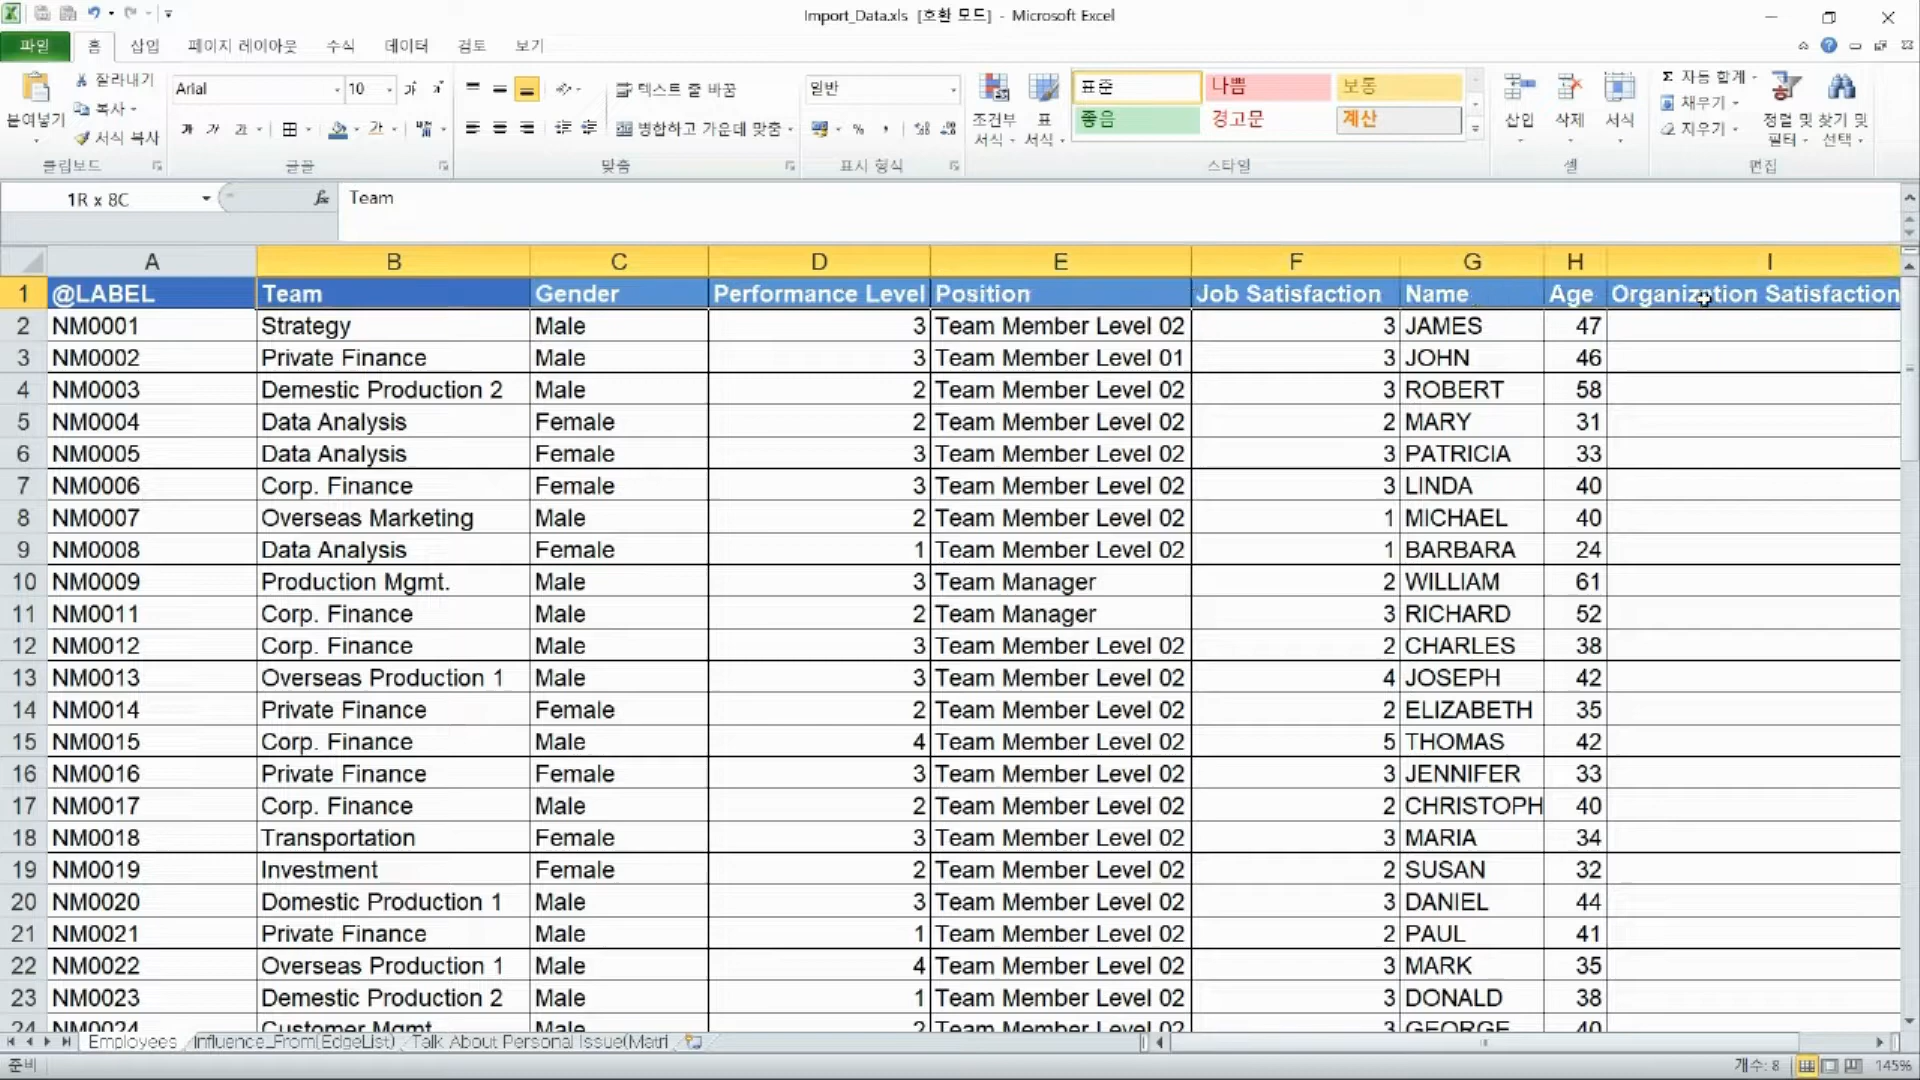 Import_Data.xls [호환 모드] - Microsoft Excel
파일 홈 삽입 페이지 레이아웃 수식 데이터 검토 보기
붙여넣기 잘라내기 복사 서식 복사 클립보드
Arial 10 가 가 가 글꼴
텍스트 줄 바꿈
병합하고 가운데 맞춤
맞춤
일반
% ,
표시 형식
조건부 서식 표 서식
표준 나쁨 보통
좋음 경고문 계산
스타일
삽입 삭제 서식
셀
Σ 자동 합계
채우기
지우기
정렬 및 필터 찾기 및 선택
편집
1R x 8C fx Team
A B C D E F G H I
1 @LABEL Team Gender Performance Level Position Job Satisfaction Name Age Organization Satisfaction
2 NM0001 Strategy Male 3 Team Member Level 02 3 JAMES 47
3 NM0002 Private Finance Male 3 Team Member Level 01 3 JOHN 46
4 NM0003 Demestic Production 2 Male 2 Team Member Level 02 3 ROBERT 58
5 NM0004 Data Analysis Female 2 Team Member Level 02 2 MARY 31
6 NM0005 Data Analysis Female 3 Team Member Level 02 3 PATRICIA 33
7 NM0006 Corp. Finance Female 3 Team Member Level 02 3 LINDA 40
8 NM0007 Overseas Marketing Male 2 Team Member Level 02 1 MICHAEL 40
9 NM0008 Data Analysis Female 1 Team Member Level 02 1 BARBARA 24
10 NM0009 Production Mgmt. Male 3 Team Manager 2 WILLIAM 61
11 NM0011 Corp. Finance Male 2 Team Manager 3 RICHARD 52
12 NM0012 Corp. Finance Male 3 Team Member Level 02 2 CHARLES 38
13 NM0013 Overseas Production 1 Male 3 Team Member Level 02 4 JOSEPH 42
14 NM0014 Private Finance Female 2 Team Member Level 02 2 ELIZABETH 35
15 NM0015 Corp. Finance Male 4 Team Member Level 02 5 THOMAS 42
16 NM0016 Private Finance Female 3 Team Member Level 02 3 JENNIFER 33
17 NM0017 Corp. Finance Male 2 Team Member Level 02 2 CHRISTOPH 40
18 NM0018 Transportation Female 3 Team Member Level 02 3 MARIA 34
19 NM0019 Investment Female 2 Team Member Level 02 2 SUSAN 32
20 NM0020 Domestic Production 1 Male 3 Team Member Level 02 3 DANIEL 44
21 NM0021 Private Finance Male 1 Team Member Level 02 2 PAUL 41
22 NM0022 Overseas Production 1 Male 4 Team Member Level 02 3 MARK 35
23 NM0023 Demestic Production 2 Male 1 Team Member Level 02 3 DONALD 38
24 NM0024 Customer Mgmt. Male 2 Team Member Level 02 3 GEORGE 40
Employees Influence_From(EdgeList) Talk About Personal Issue(Matri
준비 개수: 8 145%